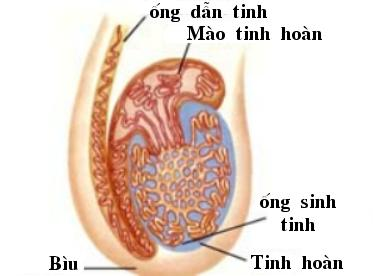 ống dẫn tinh
Mào tinh hoàn
ống sinh
tinh
Bìu
Tinh hoàn